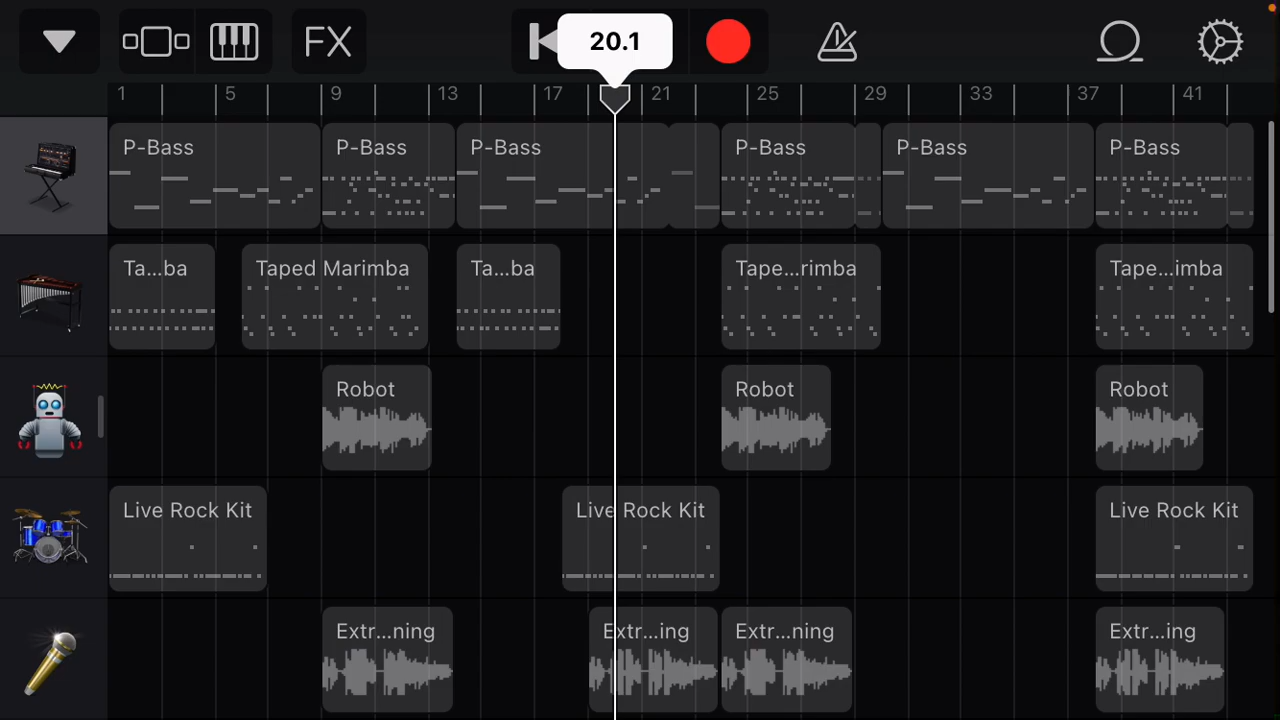 FX 20.1
1 5 9 13 17 21 25 29 33 37 41
P-Bass P-Bass P-Bass P-Bass P-Bass P-Bass
Ta...ba Taped Marimba Ta...ba Tape...rimba Tape...imba
Robot Robot Robot
Live Rock Kit Live Rock Kit Live Rock Kit
Extr...ning Extr...ing Extr...ning Extr...ing